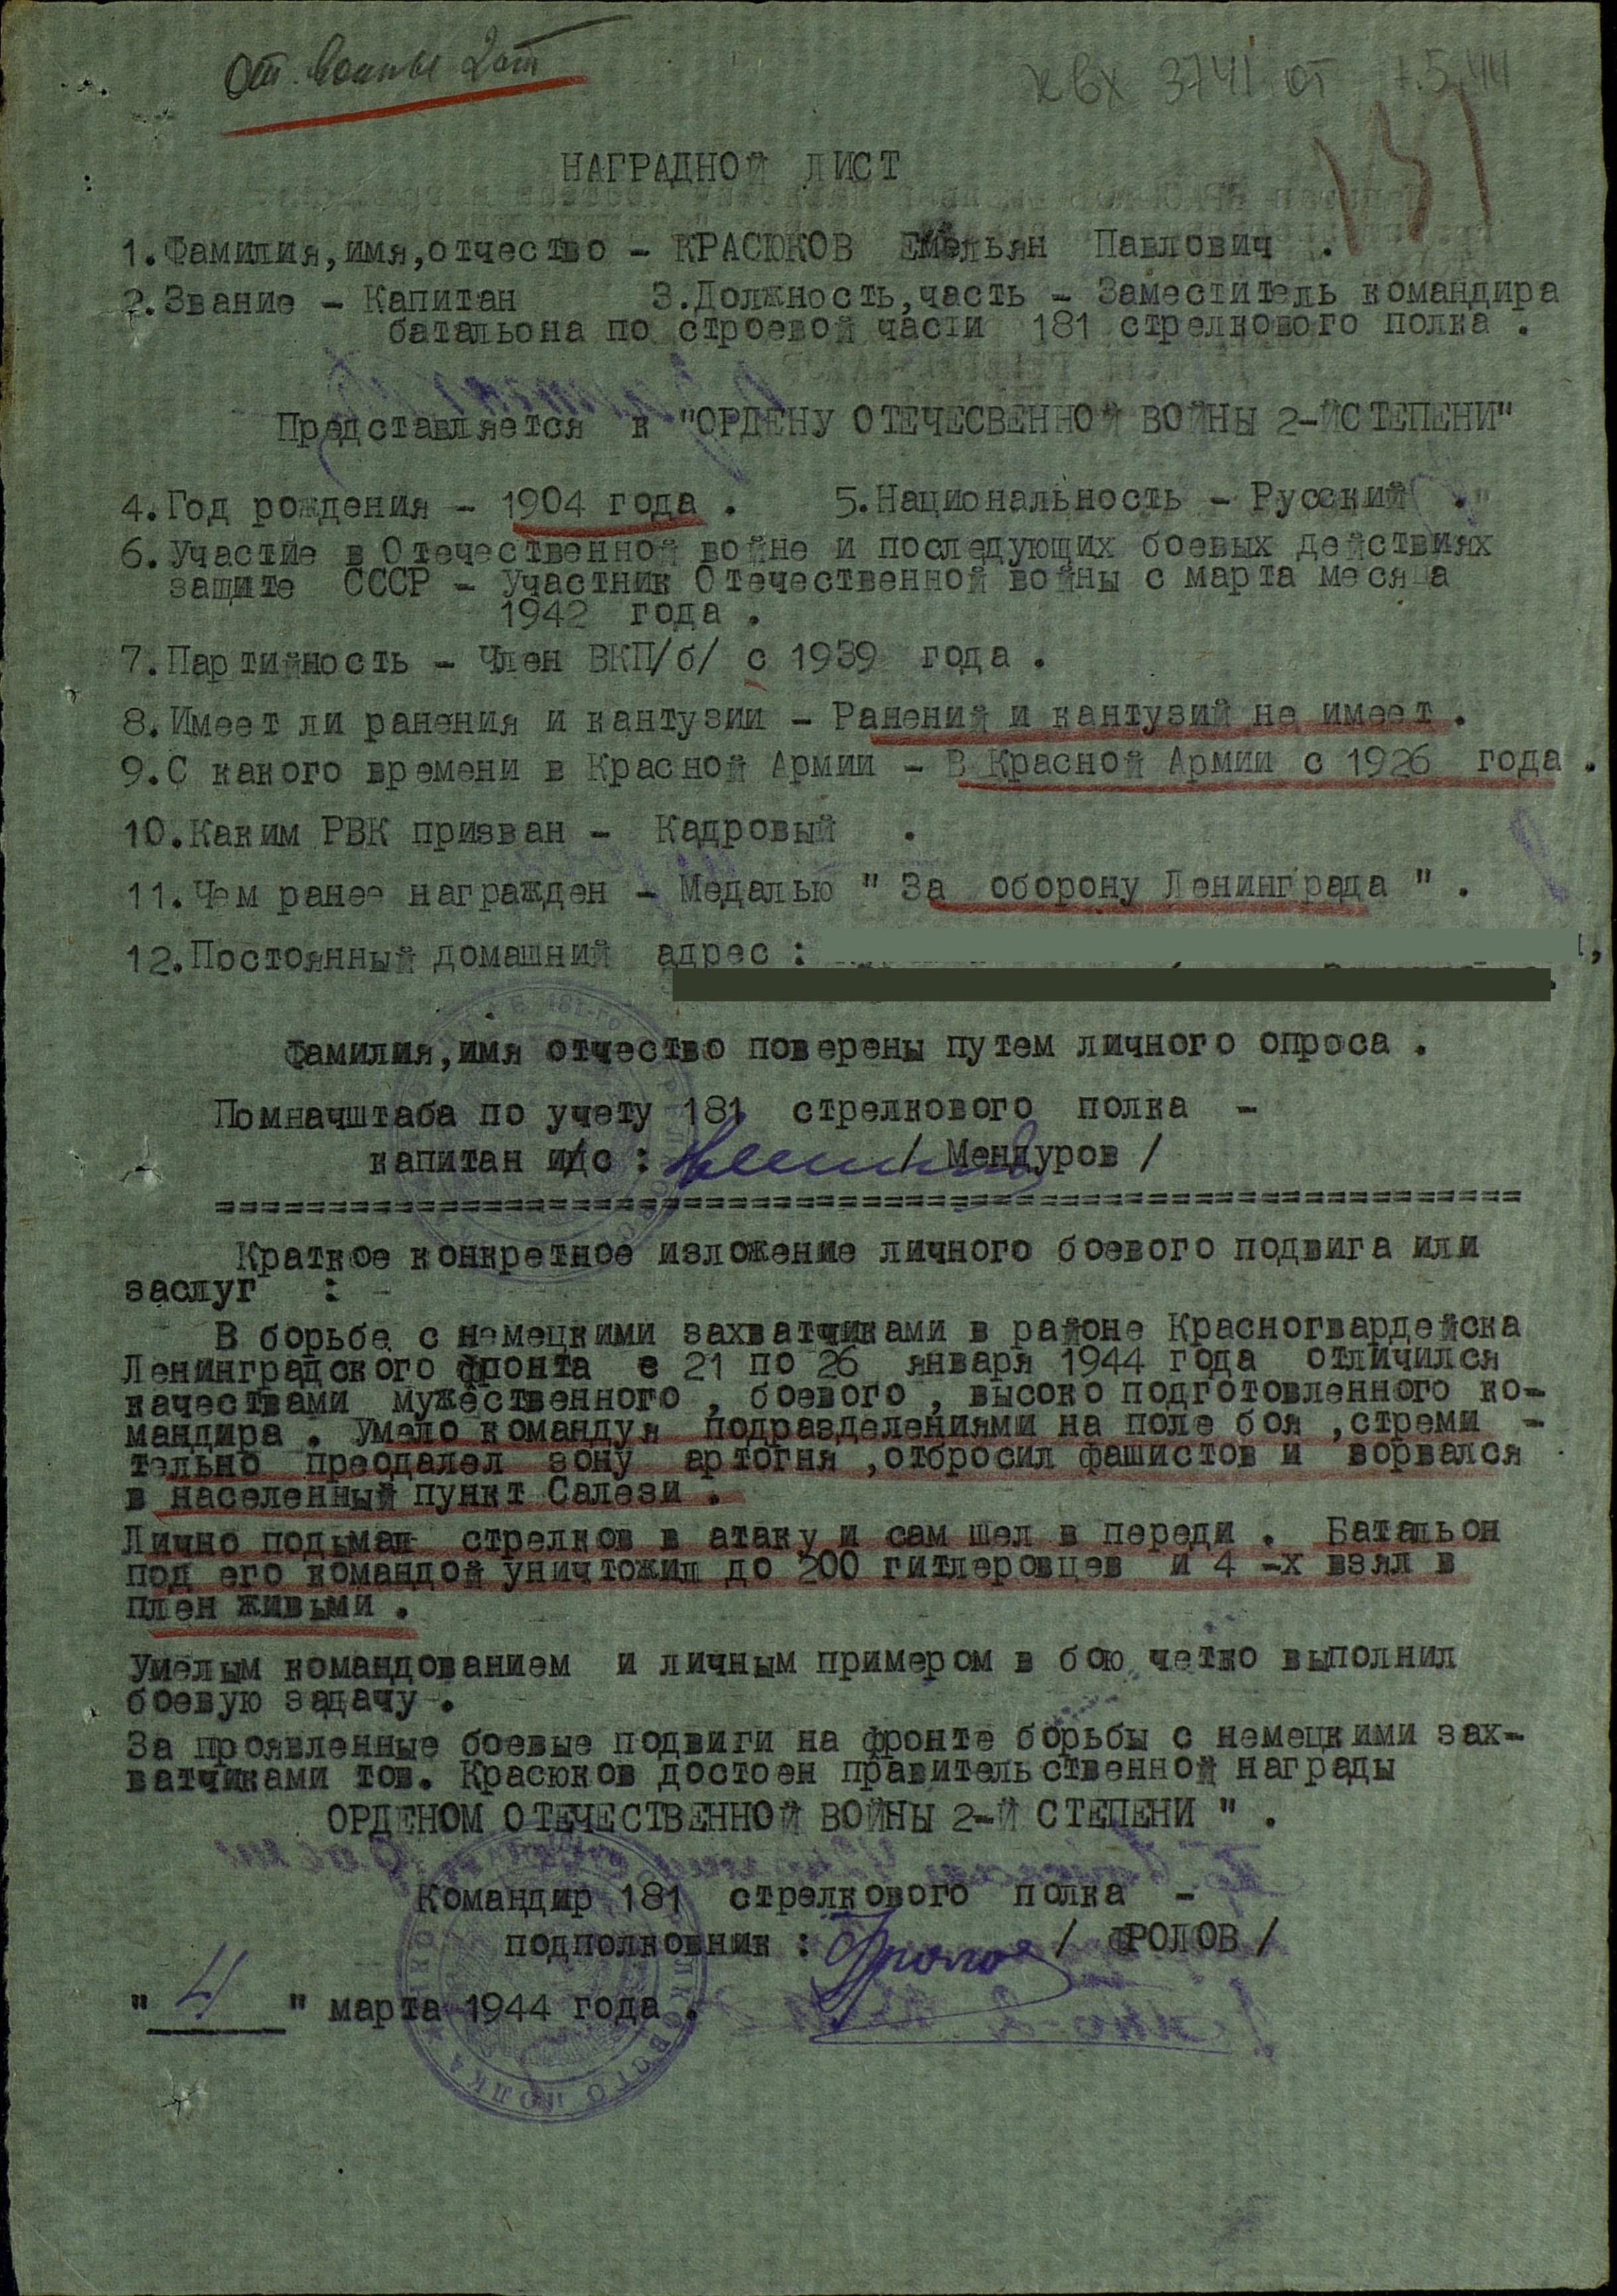 От. войны 2 ст
к вх 3741 от 7.5.44
НАГРАДНОЙ ЛИСТ
1.Фамилия,имя,отчество - КРАСЮКОВ Емельян Павлович .
2.Звание - Капитан 3.Должность,часть - Заместитель командира
батальона по строевой части 181 стрелкового полка .
Представляется к "ОРДЕНУ ОТЕЧЕСВЕННОЙ ВОЙНЫ 2-ЙСТЕПЕНИ"
4.Год рождения - 1904 года . 5.Национальность - Русский .
6.Участие в Отечественной войне и последующих боевых действиях
защите СССР - Участник Отечественной войны с марта месяца
1942 года .
7.Партийность - Член ВКП/б/ с 1939 года .
8.Имеет ли ранения и кантузии - Ранений и кантузий не имеет .
9.С какого времени в Красной Армии - В Красной Армии с 1926 года .
10.Каким РВК призван - Кадровый .
11.Чем ранее награжден - Медалью " За оборону Ленинграда " .
12.Постоянный домашний адрес :
Фамилия,имя отчество поверены путем личного опроса .
Помначштаба по учету 181 стрелкового полка -
капитан и/с : / Мендуров /
==========================================================
Краткое конкретное изложение личного боевого подвига или
заслуг : -
В борьбе с немецкими захватчиками в районе Красногвардейска
Ленинградского фронта с 21 по 26 января 1944 года отличился
качествами мужественного , боевого , высоко подготовленного ко-
мандира . Умело командуя подразделениями на поле боя ,стреми -
тельно преодалел зону артогня ,отбросил фашистов и ворвался
в населенный пункт Салези .
Лично подымал стрелков в атаку и сам шел в переди . Батальон
под его командой уничтожил до 200 гитлеровцев и 4 -х взял в
плен живыми .
Умелым командованием и личным примером в бою четко выполнил
боевую задачу .
За проявленные боевые подвиги на фронте борьбы с немецкими зах-
ватчиками тов. Красюков достоен правительственной награды
ОРДЕНОМ ОТЕЧЕСТВЕННОЙ ВОЙНЫ 2-Й СТЕПЕНИ " .
Командир 181 стрелкового полка -
подполковник : Фролов / ФРОЛОВ /
" 4 " марта 1944 года .